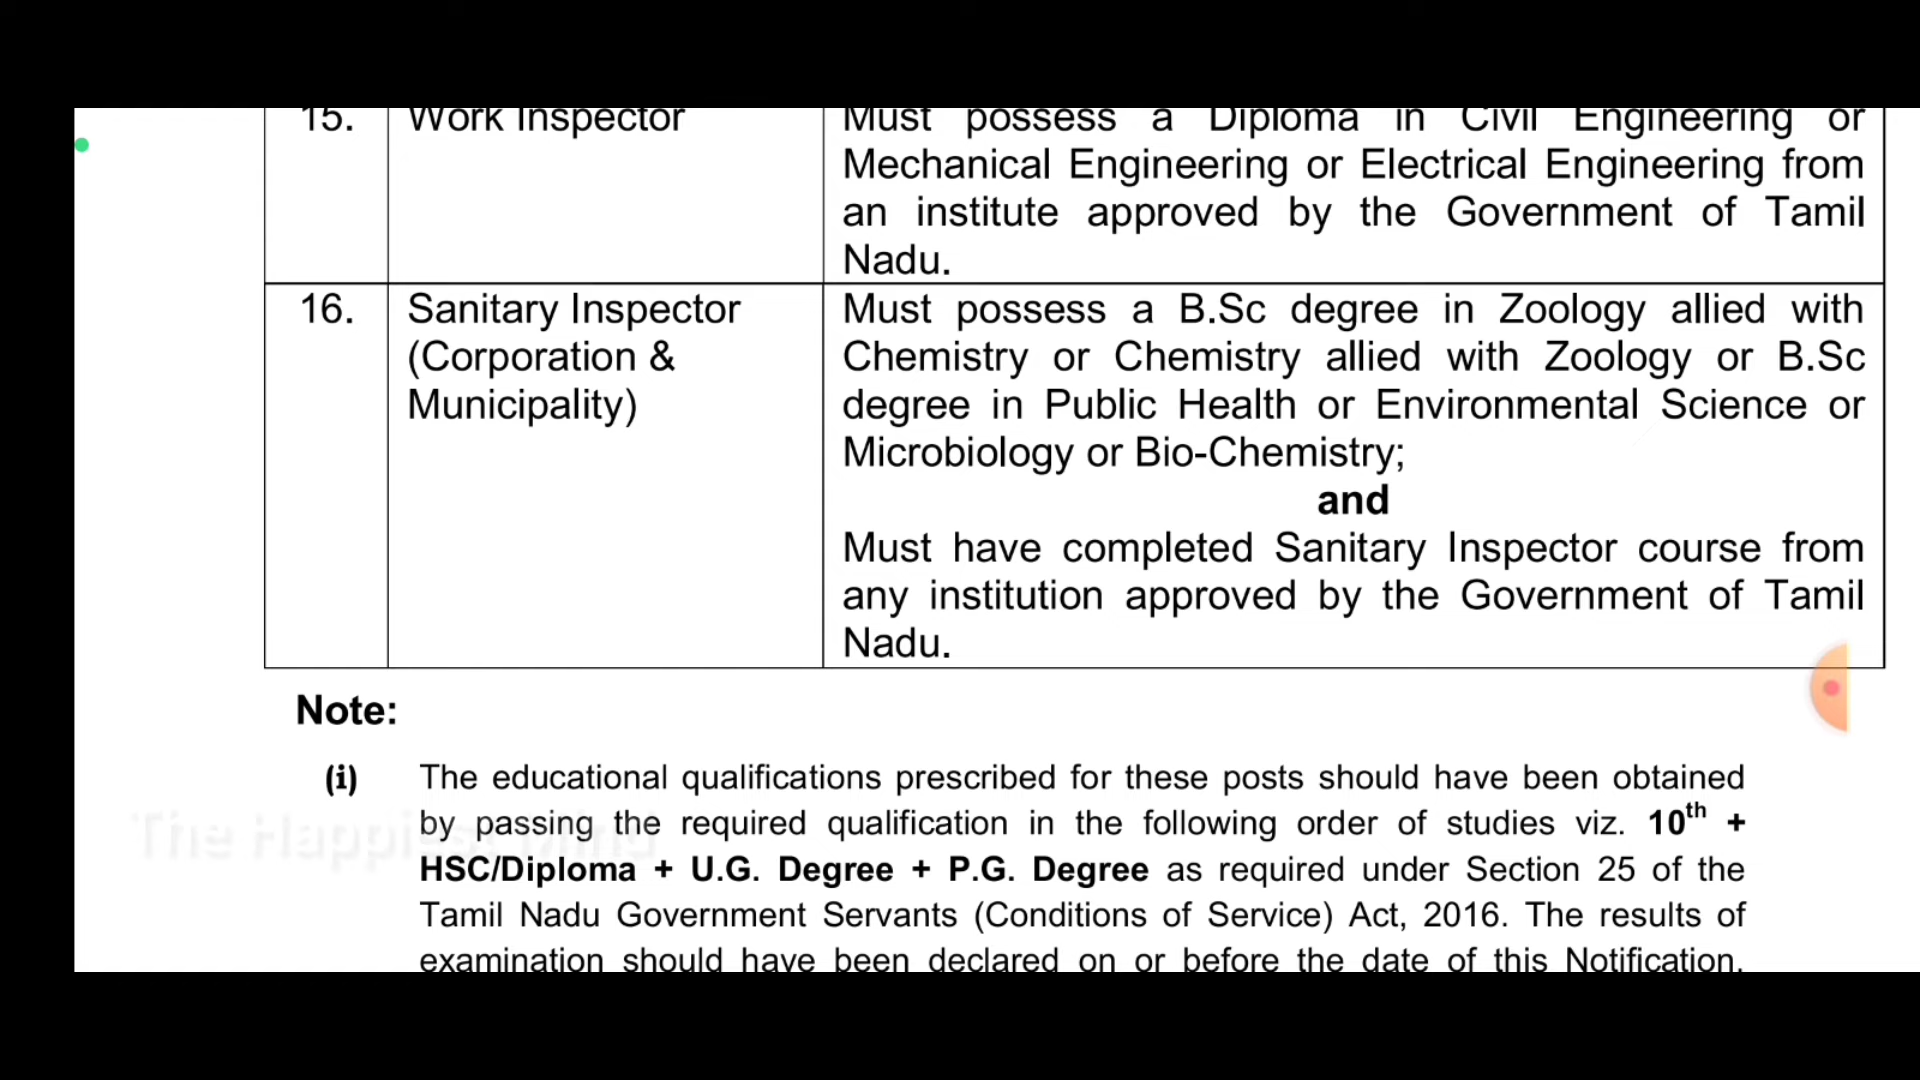 15. Work Inspector Must possess a Diploma in Civil Engineering or
Mechanical Engineering or Electrical Engineering from
an institute approved by the Government of Tamil
Nadu.
16. Sanitary Inspector Must possess a B.Sc degree in Zoology allied with
(Corporation & Chemistry or Chemistry allied with Zoology or B.Sc
Municipality) degree in Public Health or Environmental Science or
Microbiology or Bio-Chemistry;
and
Must have completed Sanitary Inspector course from
any institution approved by the Government of Tamil
Nadu.
Note:
(i) The educational qualifications prescribed for these posts should have been obtained
by passing the required qualification in the following order of studies viz. 10th +
HSC/Diploma + U.G. Degree + P.G. Degree as required under Section 25 of the
Tamil Nadu Government Servants (Conditions of Service) Act, 2016. The results of
examination should have been declared on or before the date of this Notification.
The Happiest Mind